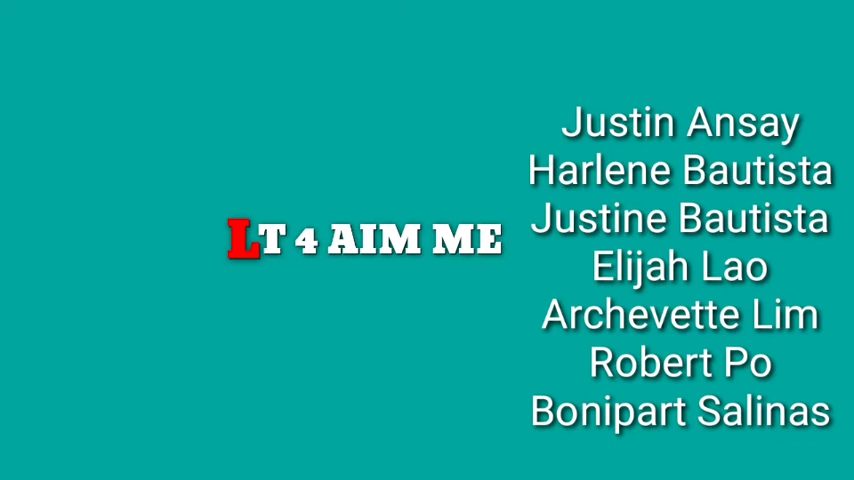 LT 4 AIM ME
Justin Ansay
Harlene Bautista
Justine Bautista
Elijah Lao
Archevette Lim
Robert Po
Bonipart Salinas